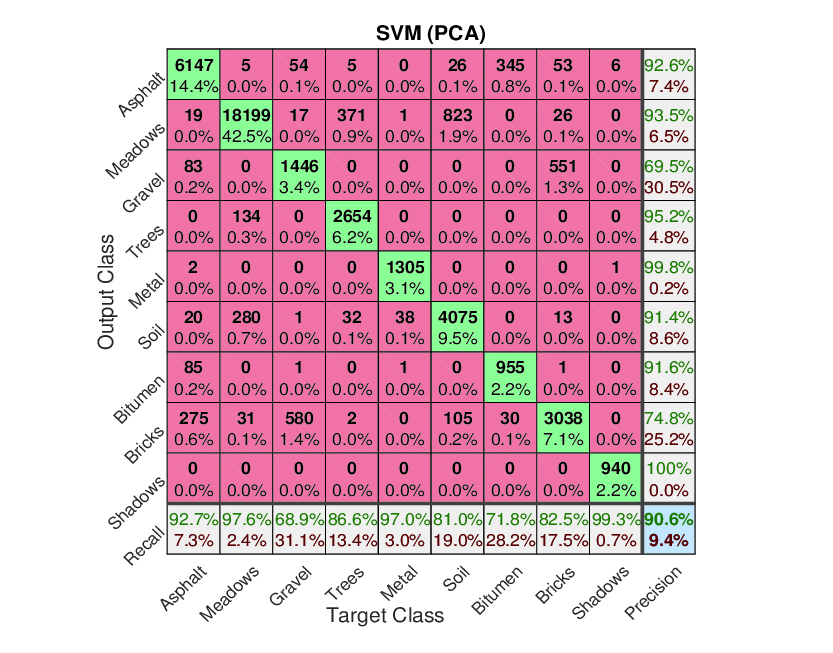 SVM (PCA)
6147 5 54 5 0 26 345 53 6 92.6%
14.4% 0.0% 0.1% 0.0% 0.0% 0.1% 0.8% 0.1% 0.0% 7.4%
Asphalt
19 18199 17 371 1 823 0 26 0 93.5%
0.0% 42.5% 0.0% 0.9% 0.0% 1.9% 0.0% 0.1% 0.0% 6.5%
Meadows
83 0 1446 0 0 0 0 551 0 69.5%
0.2% 0.0% 3.4% 0.0% 0.0% 0.0% 0.0% 1.3% 0.0% 30.5%
Gravel
0 134 0 2654 0 0 0 0 0 95.2%
0.0% 0.3% 0.0% 6.2% 0.0% 0.0% 0.0% 0.0% 0.0% 4.8%
Trees
2 0 0 0 1305 0 0 0 1 99.8%
0.0% 0.0% 0.0% 0.0% 3.1% 0.0% 0.0% 0.0% 0.0% 0.2%
Metal
20 280 1 32 38 4075 0 13 0 91.4%
0.0% 0.7% 0.0% 0.1% 0.1% 9.5% 0.0% 0.0% 0.0% 8.6%
Soil
85 0 1 0 1 0 955 1 0 91.6%
0.2% 0.0% 0.0% 0.0% 0.0% 0.0% 2.2% 0.0% 0.0% 8.4%
Bitumen
275 31 580 2 0 105 30 3038 0 74.8%
0.6% 0.1% 1.4% 0.0% 0.0% 0.2% 0.1% 7.1% 0.0% 25.2%
Bricks
0 0 0 0 0 0 0 0 940 100%
0.0% 0.0% 0.0% 0.0% 0.0% 0.0% 0.0% 0.0% 2.2% 0.0%
Shadows
92.7% 97.6% 68.9% 86.6% 97.0% 81.0% 71.8% 82.5% 99.3% 90.6%
7.3% 2.4% 31.1% 13.4% 3.0% 19.0% 28.2% 17.5% 0.7% 9.4%
Recall
Output Class
Asphalt Meadows Gravel Trees Metal Soil Bitumen Bricks Shadows Precision
Target Class